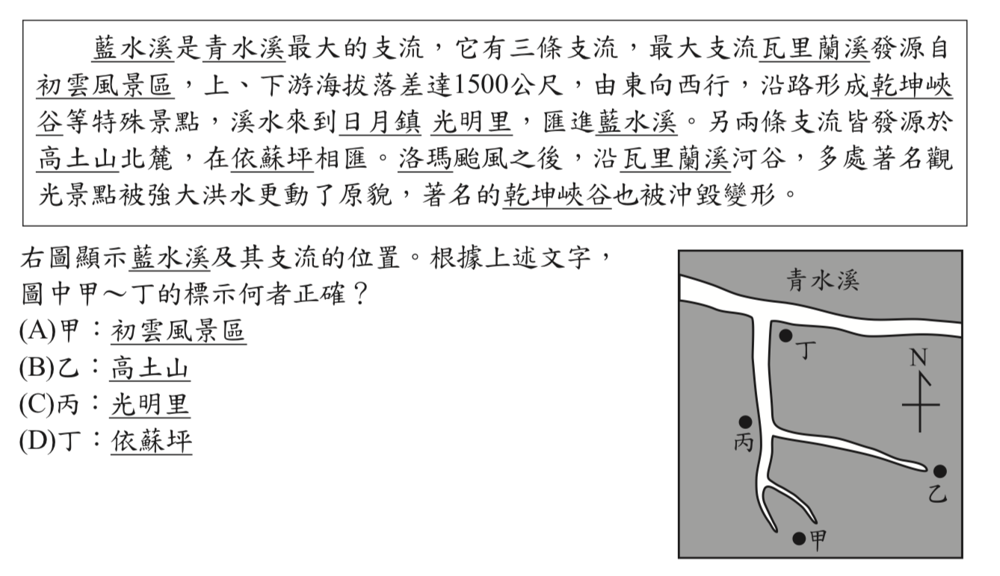 藍水溪是青水溪最大的支流，它有三條支流，最大支流瓦里蘭溪發源自
初雲風景區，上、下游海拔落差達1500公尺，由東向西行，沿路形成乾坤峽
谷等特殊景點，溪水來到日月鎮 光明里，匯進藍水溪。另兩條支流皆發源於
高土山北麓，在依蘇坪相匯。洛瑪颱風之後，沿瓦里蘭溪河谷，多處著名觀
光景點被強大洪水更動了原貌，著名的乾坤峽谷也被沖毀變形。
右圖顯示藍水溪及其支流的位置。根據上述文字，
圖中甲～丁的標示何者正確？
(A)甲：初雲風景區
(B)乙：高土山
(C)丙：光明里
(D)丁：依蘇坪
青水溪
丁
N
丙
乙
甲